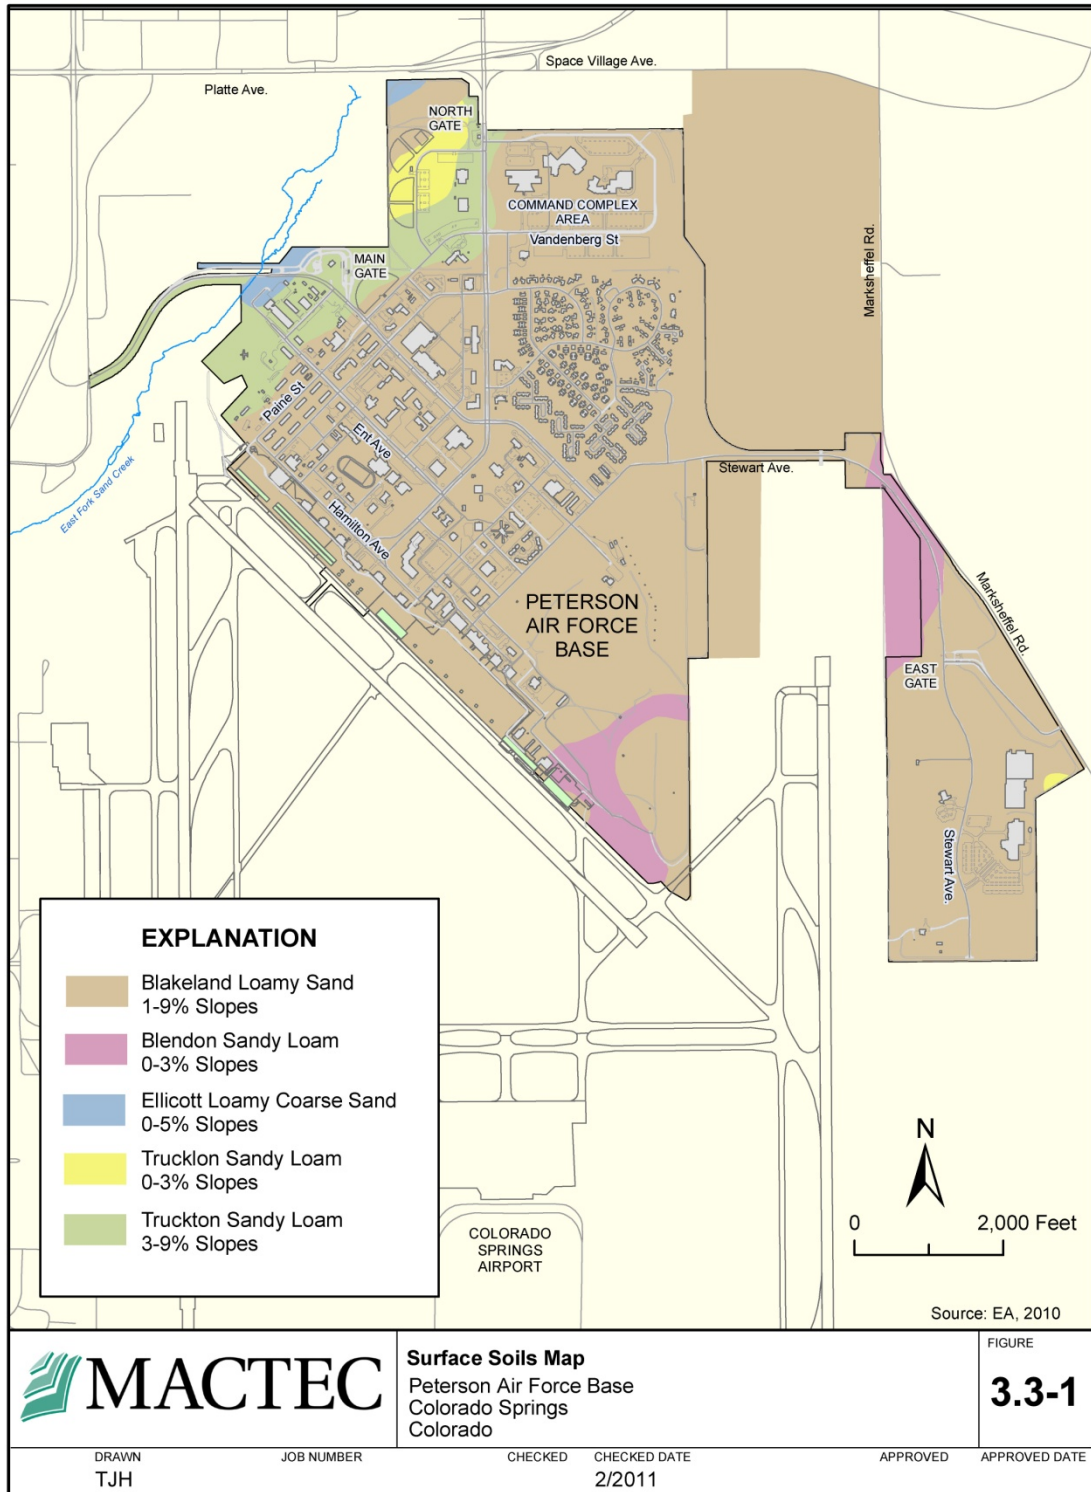 Space Village Ave.
Platte Ave.
NORTH
GATE
COMMAND COMPLEX
AREA
Vandenberg St
MAIN
GATE
Marksheffel Rd.
Paine St
Ent Ave
Stewart Ave.
East Fork Sand Creek
Hamilton Ave
Marksheffel Rd.
PETERSON
AIR FORCE
BASE
EAST
GATE
Stewart Ave.
EXPLANATION
Blakeland Loamy Sand
1-9% Slopes
Blendon Sandy Loam
0-3% Slopes
Ellicott Loamy Coarse Sand
0-5% Slopes
Trucklon Sandy Loam
0-3% Slopes
Truckton Sandy Loam
3-9% Slopes
N
0 2,000 Feet
COLORADO
SPRINGS
AIRPORT
Source: EA, 2010
MACTEC
Surface Soils Map
Peterson Air Force Base
Colorado Springs
Colorado
FIGURE
3.3-1
DRAWN JOB NUMBER CHECKED CHECKED DATE APPROVED APPROVED DATE
TJH 2/2011